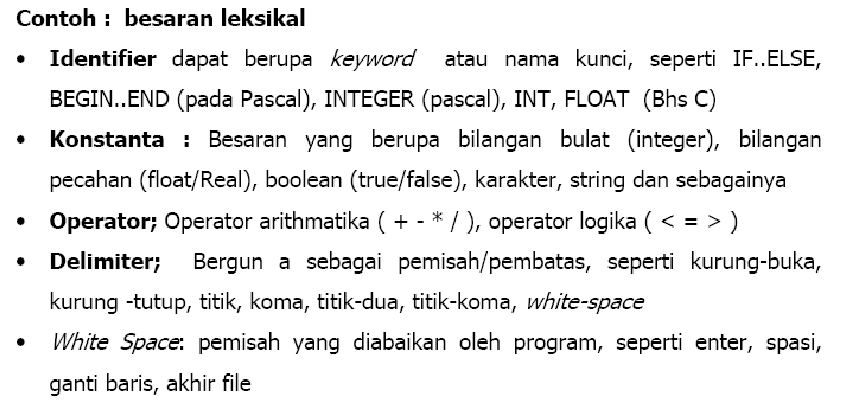 Contoh : besaran leksikal
• Identifier dapat berupa keyword atau nama kunci, seperti IF..ELSE,
BEGIN..END (pada Pascal), INTEGER (pascal), INT, FLOAT (Bhs C)
• Konstanta : Besaran yang berupa bilangan bulat (integer), bilangan
pecahan (float/Real), boolean (true/false), karakter, string dan sebagainya
• Operator; Operator arithmatika ( + - * / ), operator logika ( < = > )
• Delimiter; Bergun a sebagai pemisah/pembatas, seperti kurung-buka,
kurung -tutup, titik, koma, titik-dua, titik-koma, white-space
• White Space: pemisah yang diabaikan oleh program, seperti enter, spasi,
ganti baris, akhir file